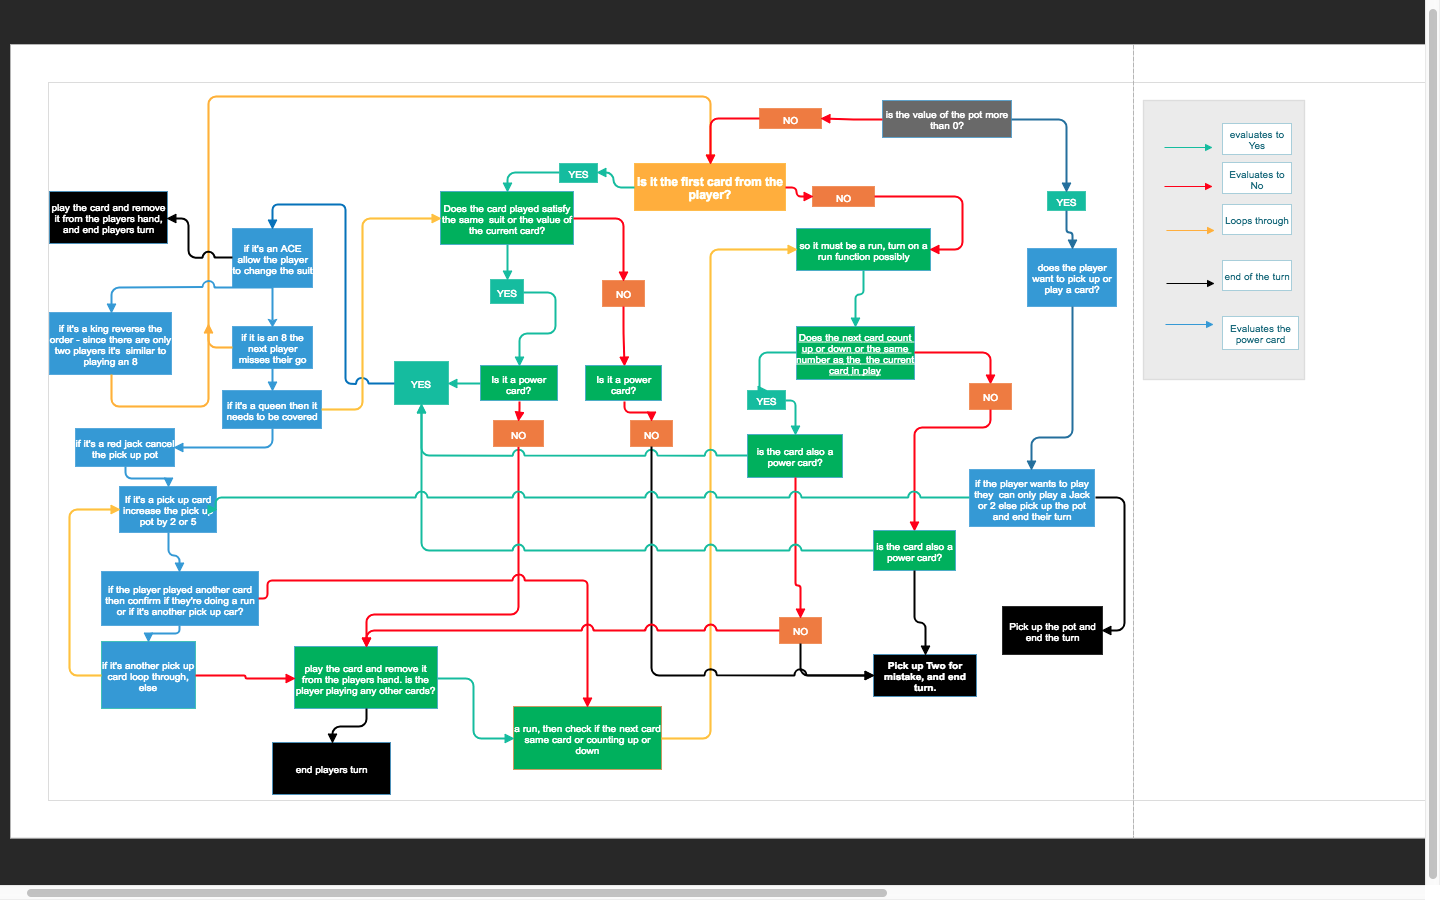 is the value of the pot more
than 0?
NO
YES
is it the first card from the
player?
YES
NO
Does the card played satisfy
the same suit or the value of
the current card?
so it must be a run, turn on a
run function possibly
does the player
want to pick up or
play a card?
play the card and remove
it from the players hand,
and end players turn
if it's an ACE
allow the player
to change the suit
YES
NO
if it's a king reverse the
order - since there are only
two players it's similar to
playing an 8
if it is an 8 the
next player
misses their go
Does the next card count
up or down or the same
number as the the current
card in play
YES
Is it a power
card?
Is it a power
card?
YES
NO
if it's a queen then it
needs to be covered
NO
NO
if it's a red jack cancel
the pick up pot
is the card also a
power card?
if the player wants to play
they can only play a Jack
or 2 else pick up the pot
and end their turn
If it's a pick up card
increase the pick up
pot by 2 or 5
is the card also a
power card?
if the player played another card
then confirm if they're doing a run
or if it's another pick up car?
NO
Pick up the pot and
end the turn
if it's another pick up
card loop through,
else
play the card and remove it
from the players hand. is the
player playing any other cards?
Pick up Two for
mistake, and end
turn.
a run, then check if the next card
same card or counting up or
down
end players turn
evaluates to
Yes
Evaluates to
No
Loops through
end of the turn
Evaluates the
power card